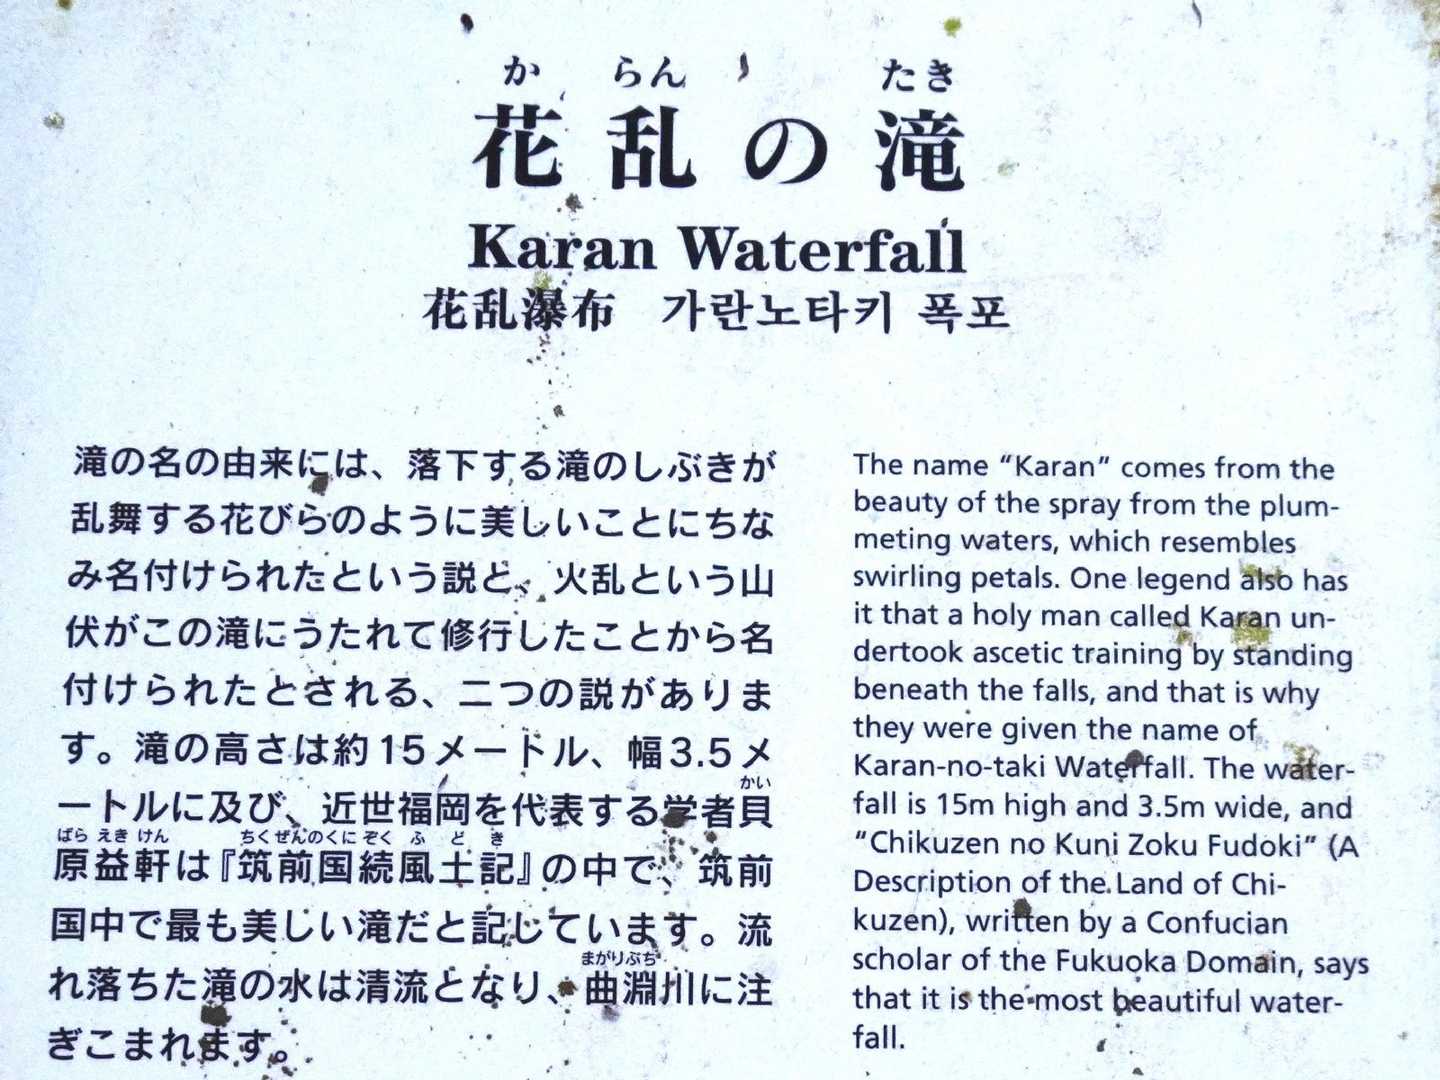 か らん たき
花乱の滝
Karan Waterfall
花乱瀑布 가란노타키 폭포
滝の名の由来には、落下する滝のしぶきが
乱舞する花びらのように美しいことにちな
み名付けられたという説と、火乱という山
伏がこの滝にうたれて修行したことから名
付けられたとされる、二つの説がありま
す。滝の高さは約15メートル、幅3.5メ
かい
ートルに及び、近世福岡を代表する学者貝
ばら えき けん ちくぜんのくに ぞく ふ ど き
原益軒は『筑前国続風土記』の中で、筑前
国中で最も美しい滝だと記じています。流
まがりぶち
れ落ちた滝の水は清流となり、曲淵川に注
ぎこまれます。
The name “Karan” comes from the
beauty of the spray from the plum-
meting waters, which resembles
swirling petals. One legend also has
it that a holy man called Karan un-
dertook ascetic training by standing
beneath the falls, and that is why
they were given the name of
Karan-no-taki Waterfall. The water-
fall is 15m high and 3.5m wide, and
“Chikuzen no Kuni Zoku Fudoki” (A
Description of the Land of Chi-
kuzen), written by a Confucian
scholar of the Fukuoka Domain, says
that it is the most beautiful water-
fall.